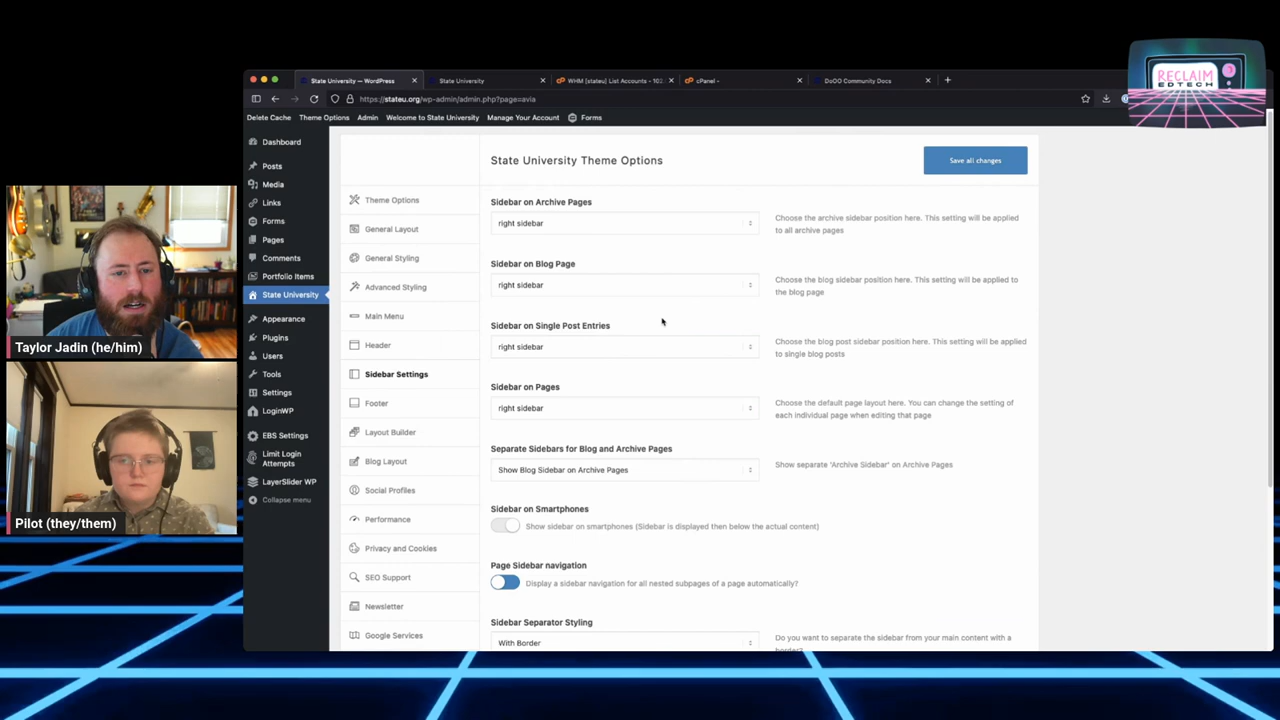 RECLAIM
EDTECH
State University — WordPress
State University
WHM [stateu] List Accounts - 102.
cPanel -
DoOO Community Docs
https://stateu.org/wp-admin/admin.php?page=avia
Delete Cache
Theme Options
Admin
Welcome to State University
Manage Your Account
Forms
Dashboard
Posts
Media
Links
Forms
Pages
Comments
Portfolio Items
State University
Appearance
Plugins
Users
Tools
Settings
LoginWP
EBS Settings
Limit Login
Attempts
LayerSlider WP
Collapse menu
Theme Options
General Layout
General Styling
Advanced Styling
Main Menu
Header
Sidebar Settings
Footer
Layout Builder
Blog Layout
Social Profiles
Performance
Privacy and Cookies
SEO Support
Newsletter
Google Services
State University Theme Options
Save all changes
Sidebar on Archive Pages
right sidebar
Choose the archive sidebar position here. This setting will be applied
to all archive pages
Sidebar on Blog Page
right sidebar
Choose the blog sidebar position here. This setting will be applied to
the blog page
Sidebar on Single Post Entries
right sidebar
Choose the blog post sidebar position here. This setting will be applied
to single blog posts
Sidebar on Pages
right sidebar
Choose the default page layout here. You can change the setting of
each individual page when editing that page
Separate Sidebars for Blog and Archive Pages
Show Blog Sidebar on Archive Pages
Show separate 'Archive Sidebar' on Archive Pages
Sidebar on Smartphones
Show sidebar on smartphones (Sidebar is displayed then below the actual content)
Page Sidebar navigation
Display a sidebar navigation for all nested subpages of a page automatically?
Sidebar Separator Styling
With Border
Do you want to separate the sidebar from your main content with a
border?
Taylor Jadin (he/him)
Pilot (they/them)